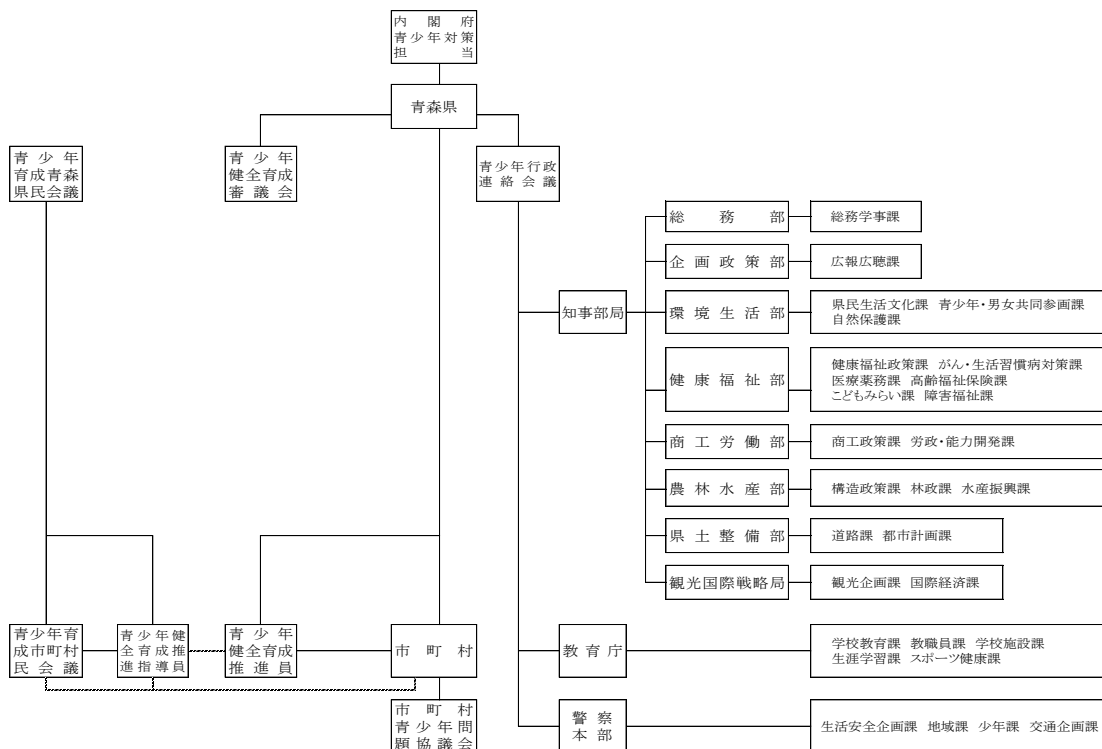 内閣府
青少年対策
担当
青森県
青少年
育成青森
県民会議
青少年
健全育成
審議会
青少年行政
連絡会議
総務部
総務学事課
企画政策部
広報広聴課
知事部局
環境生活部
県民生活文化課 青少年・男女共同参画課
自然保護課
健康福祉部
健康福祉政策課 がん・生活習慣病対策課
医療薬務課 高齢福祉保険課
こどもみらい課 障害福祉課
商工労働部
商工政策課 労政・能力開発課
農林水産部
構造政策課 林政課 水産振興課
県土整備部
道路課 都市計画課
観光国際戦略局
観光企画課 国際経済課
青少年育
成市町村
民会議
青少年健
全育成推
進指導員
青少年
健全育成
推進員
市町村
教育庁
学校教育課 教職員課 学校施設課
生涯学習課 スポーツ健康課
市町村
青少年問
題協議会
警察
本部
生活安全企画課 地域課 少年課 交通企画課